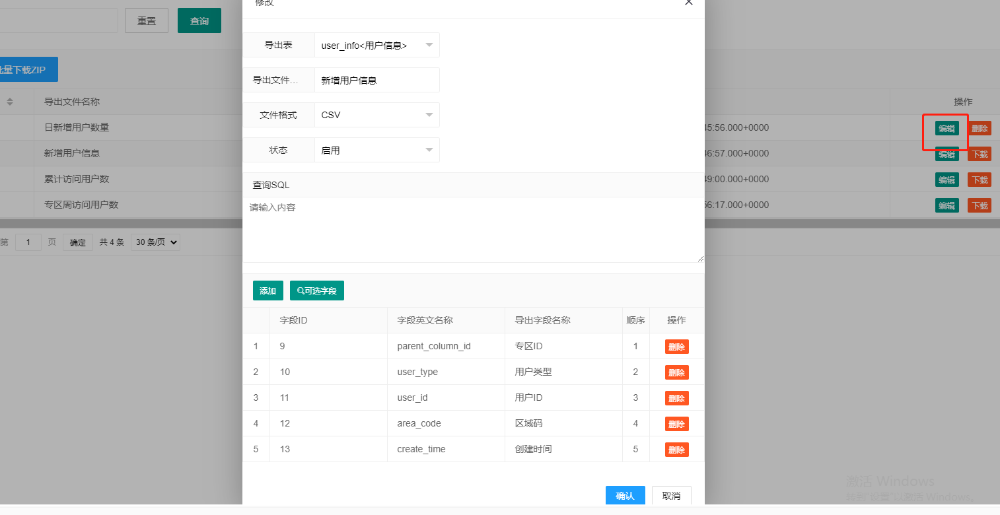 修改
重置
查询
导出表
user_info<用户信息>
批量下载ZIP
导出文件...
新增用户信息
导出文件名称
操作
文件格式
CSV
日新增用户数量
45:56.000+0000
编辑
删除
状态
启用
新增用户信息
46:57.000+0000
编辑
下载
累计访问用户数
49:00.000+0000
编辑
下载
查询SQL
专区周访问用户数
56:17.000+0000
编辑
下载
请输入内容
第
1
页
确定
共 4 条
30 条/页
添加
可选字段
字段ID
字段英文名称
导出字段名称
顺序
操作
1
9
parent_column_id
专区ID
1
删除
2
10
user_type
用户类型
2
删除
3
11
user_id
用户ID
3
删除
4
12
area_code
区域码
4
删除
5
13
create_time
创建时间
5
删除
激活 Windows
转到"设置"以激活 Windows。
确认
取消